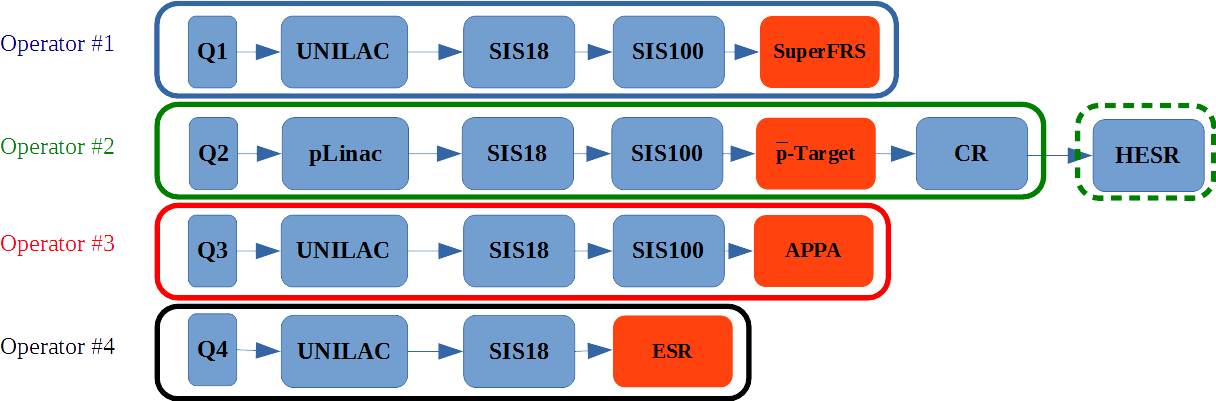 Operator #1 Q1 UNILAC SIS18 SIS100 SuperFRS
Operator #2 Q2 pLinac SIS18 SIS100 p̅-Target CR HESR
Operator #3 Q3 UNILAC SIS18 SIS100 APPA
Operator #4 Q4 UNILAC SIS18 ESR